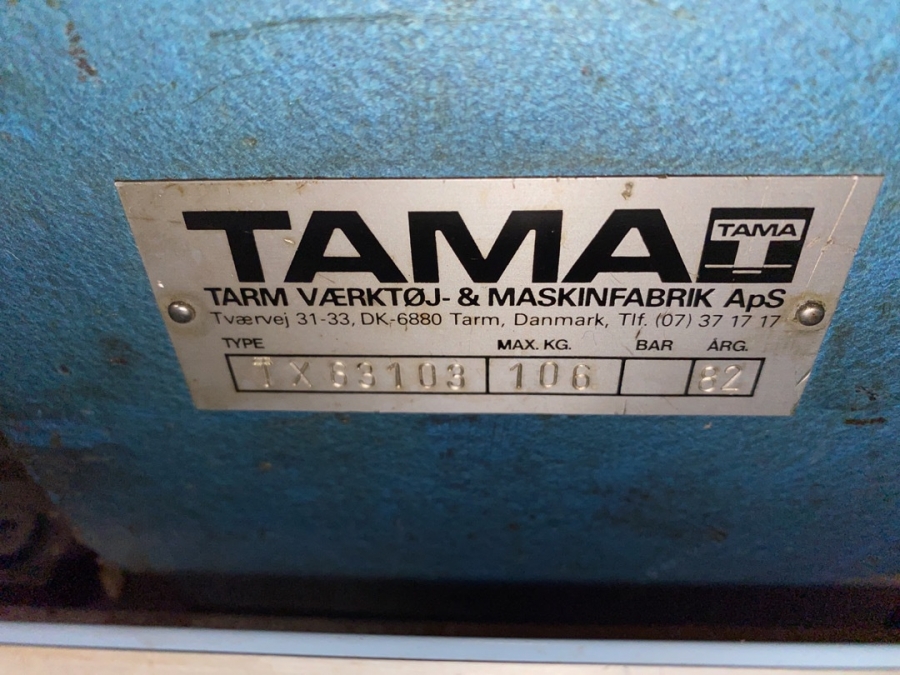 TAMA
TAMA
TARM VÆRKTØJ- & MASKINFABRIK ApS
Tværvej 31-33, DK-6880 Tarm, Danmark, Tlf. (07) 37 17 17
TYPE MAX. KG. BAR ÅRG.
TX63103 106 82